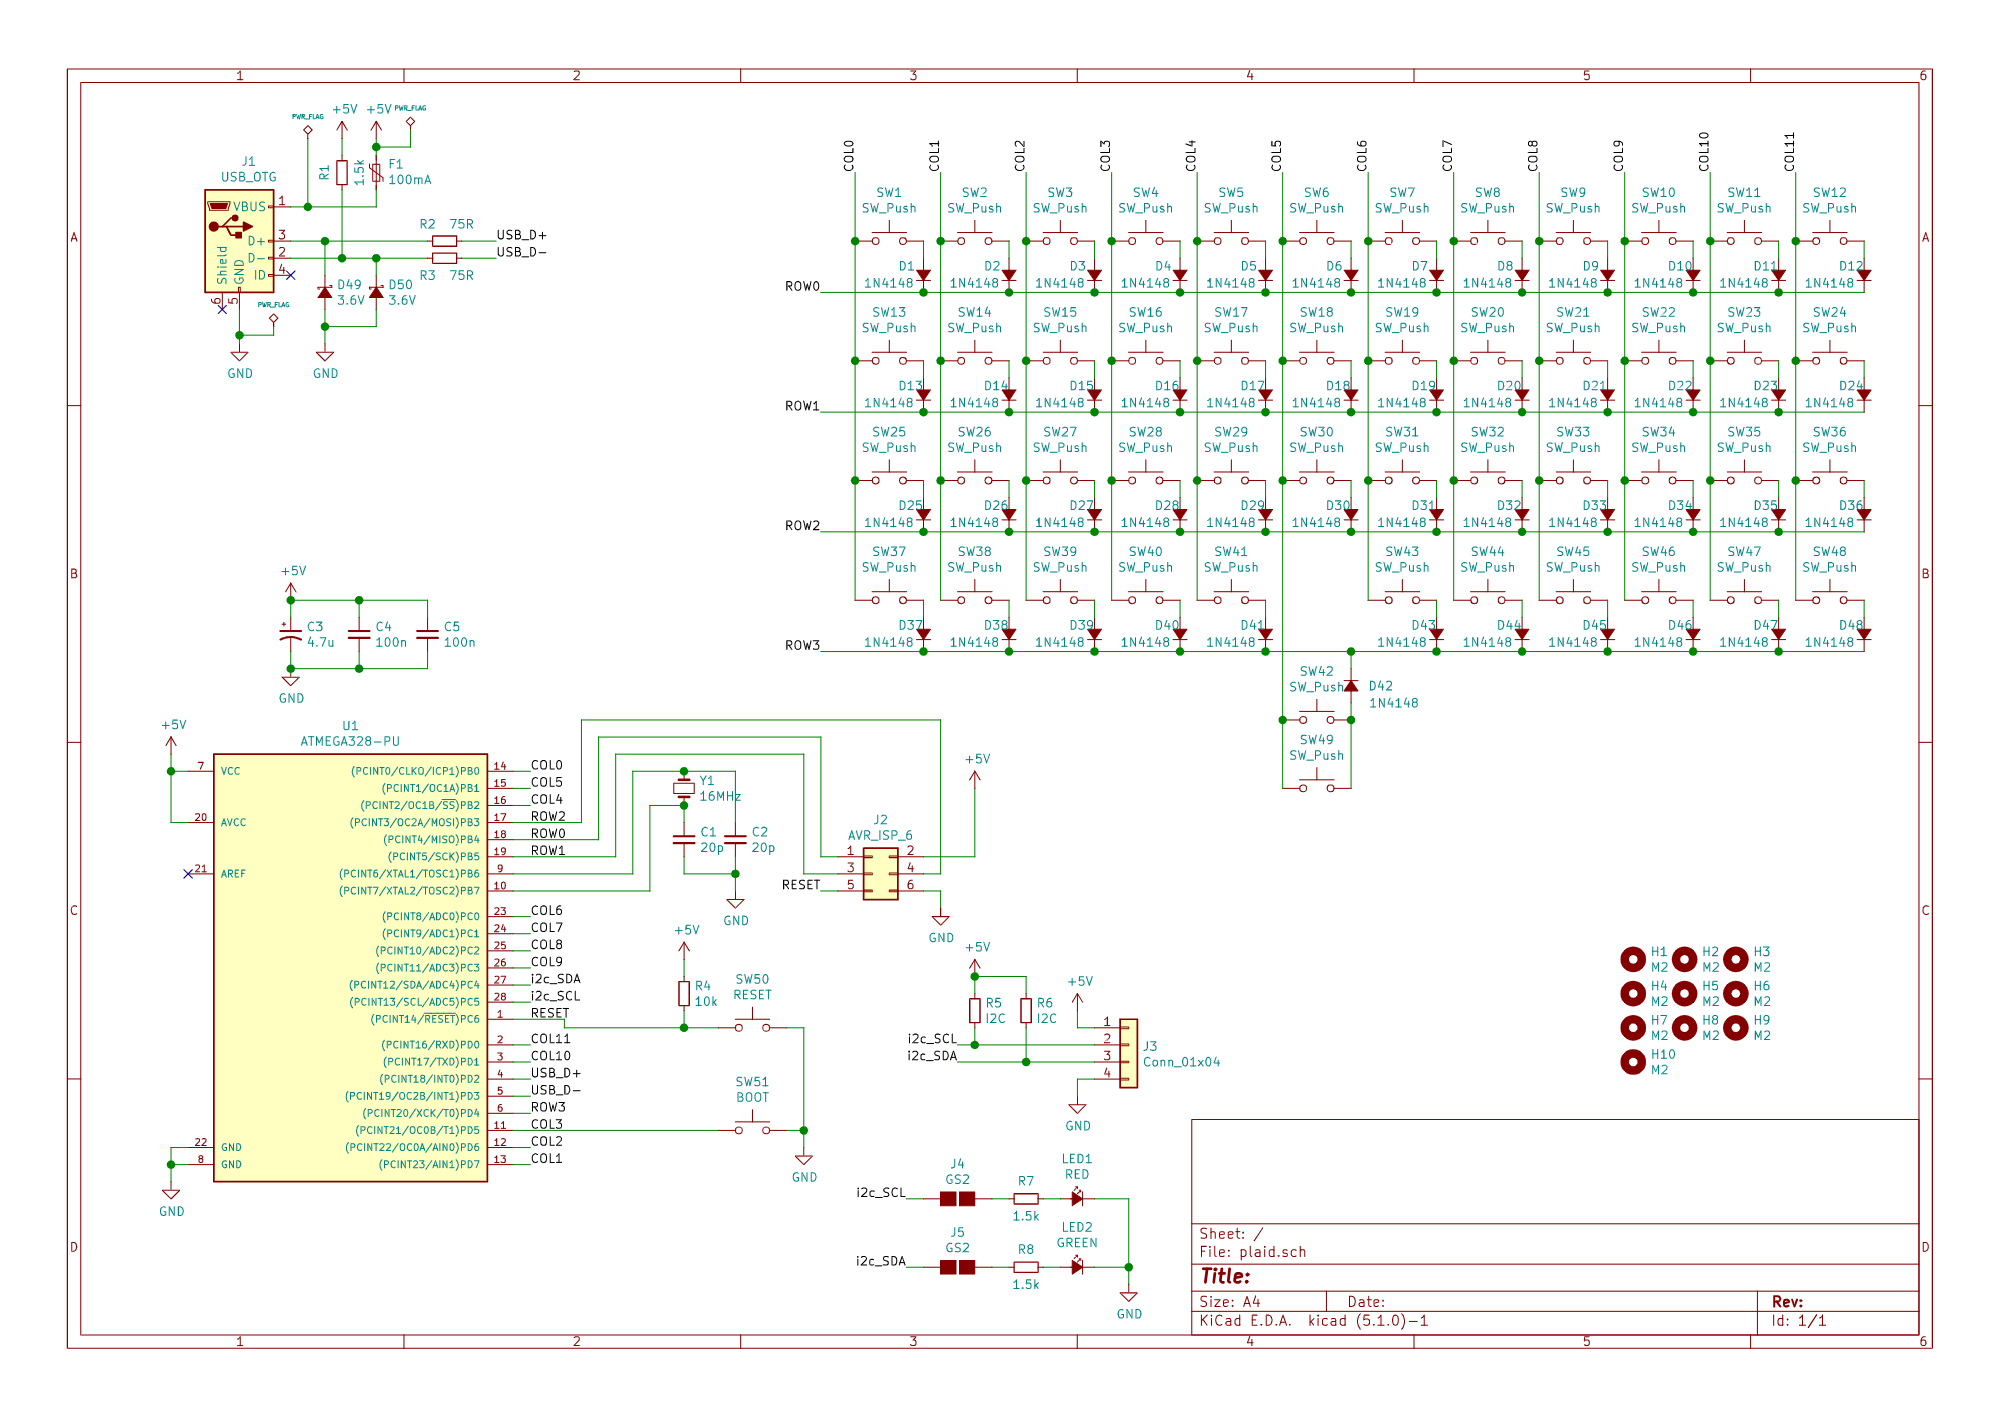 1 2 3 4 5 6
A
B
C
D
PWR_FLAG
+5V
+5V
PWR_FLAG
J1
USB_OTG
R1
1.5k
F1
100mA
VBUS 1
D+ 3
D- 2
ID 4
Shield
GND
6
5
R2 75R
USB_D+
USB_D-
R3 75R
D49
3.6V
D50
3.6V
PWR_FLAG
GND
GND
COL0 COL1 COL2 COL3 COL4 COL5 COL6 COL7 COL8 COL9 COL10 COL11
SW1 SW2 SW3 SW4 SW5 SW6 SW7 SW8 SW9 SW10 SW11 SW12
SW_Push SW_Push SW_Push SW_Push SW_Push SW_Push SW_Push SW_Push SW_Push SW_Push SW_Push SW_Push
D1 D2 D3 D4 D5 D6 D7 D8 D9 D10 D11 D12
1N4148 1N4148 1N4148 1N4148 1N4148 1N4148 1N4148 1N4148 1N4148 1N4148 1N4148 1N4148
ROW0
SW13 SW14 SW15 SW16 SW17 SW18 SW19 SW20 SW21 SW22 SW23 SW24
SW_Push SW_Push SW_Push SW_Push SW_Push SW_Push SW_Push SW_Push SW_Push SW_Push SW_Push SW_Push
D13 D14 D15 D16 D17 D18 D19 D20 D21 D22 D23 D24
1N4148 1N4148 1N4148 1N4148 1N4148 1N4148 1N4148 1N4148 1N4148 1N4148 1N4148 1N4148
ROW1
SW25 SW26 SW27 SW28 SW29 SW30 SW31 SW32 SW33 SW34 SW35 SW36
SW_Push SW_Push SW_Push SW_Push SW_Push SW_Push SW_Push SW_Push SW_Push SW_Push SW_Push SW_Push
D25 D26 D27 D28 D29 D30 D31 D32 D33 D34 D35 D36
1N4148 1N4148 1N4148 1N4148 1N4148 1N4148 1N4148 1N4148 1N4148 1N4148 1N4148 1N4148
ROW2
SW37 SW38 SW39 SW40 SW41 SW43 SW44 SW45 SW46 SW47 SW48
SW_Push SW_Push SW_Push SW_Push SW_Push SW_Push SW_Push SW_Push SW_Push SW_Push SW_Push
D37 D38 D39 D40 D41 D43 D44 D45 D46 D47 D48
1N4148 1N4148 1N4148 1N4148 1N4148 1N4148 1N4148 1N4148 1N4148 1N4148 1N4148
ROW3
SW42
SW_Push
D42
1N4148
SW49
SW_Push
+5V
C3
4.7u
C4
100n
C5
100n
GND
+5V
U1
ATMEGA328-PU
7 VCC
20 AVCC
21 AREF
22 GND
8 GND
GND
(PCINT0/CLKO/ICP1)PB0 14 COL0
(PCINT1/OC1A)PB1 15 COL5
(PCINT2/OC1B/SS)PB2 16 COL4
(PCINT3/OC2A/MOSI)PB3 17 ROW2
(PCINT4/MISO)PB4 18 ROW0
(PCINT5/SCK)PB5 19 ROW1
(PCINT6/XTAL1/TOSC1)PB6 9
(PCINT7/XTAL2/TOSC2)PB7 10
(PCINT8/ADC0)PC0 23 COL6
(PCINT9/ADC1)PC1 24 COL7
(PCINT10/ADC2)PC2 25 COL8
(PCINT11/ADC3)PC3 26 COL9
(PCINT12/SDA/ADC4)PC4 27 i2c_SDA
(PCINT13/SCL/ADC5)PC5 28 i2c_SCL
(PCINT14/RESET)PC6 1 RESET
(PCINT16/RXD)PD0 2 COL11
(PCINT17/TXD)PD1 3 COL10
(PCINT18/INT0)PD2 4 USB_D+
(PCINT19/OC2B/INT1)PD3 5 USB_D-
(PCINT20/XCK/T0)PD4 6 ROW3
(PCINT21/OC0B/T1)PD5 11 COL3
(PCINT22/OC0A/AIN0)PD6 12 COL2
(PCINT23/AIN1)PD7 13 COL1
Y1
16MHz
C1
20p
C2
20p
GND
+5V
J2
AVR_ISP_6
1 2
3 4
5 6
RESET
GND
+5V
R4
10k
SW50
RESET
SW51
BOOT
GND
+5V
R5
I2C
R6
I2C
+5V
i2c_SCL
i2c_SDA
1
2
3
4
J3
Conn_01x04
GND
J4
GS2
i2c_SCL
R7
1.5k
LED1
RED
J5
GS2
i2c_SDA
R8
1.5k
LED2
GREEN
GND
H1 H2 H3
M2 M2 M2
H4 H5 H6
M2 M2 M2
H7 H8 H9
M2 M2 M2
H10
M2
Sheet: /
File: plaid.sch
Title:
Size: A4 Date: Rev:
KiCad E.D.A. kicad (5.1.0)-1 Id: 1/1
A
B
C
D
1 2 3 4 5 6